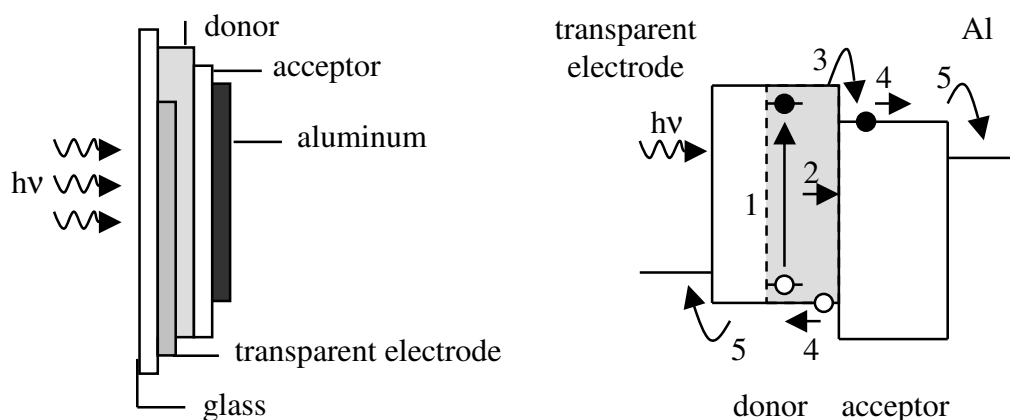 donor
acceptor
aluminum
hν
transparent electrode
glass
transparent
electrode
Al
3
4
5
hν
2
1
5
4
donor acceptor